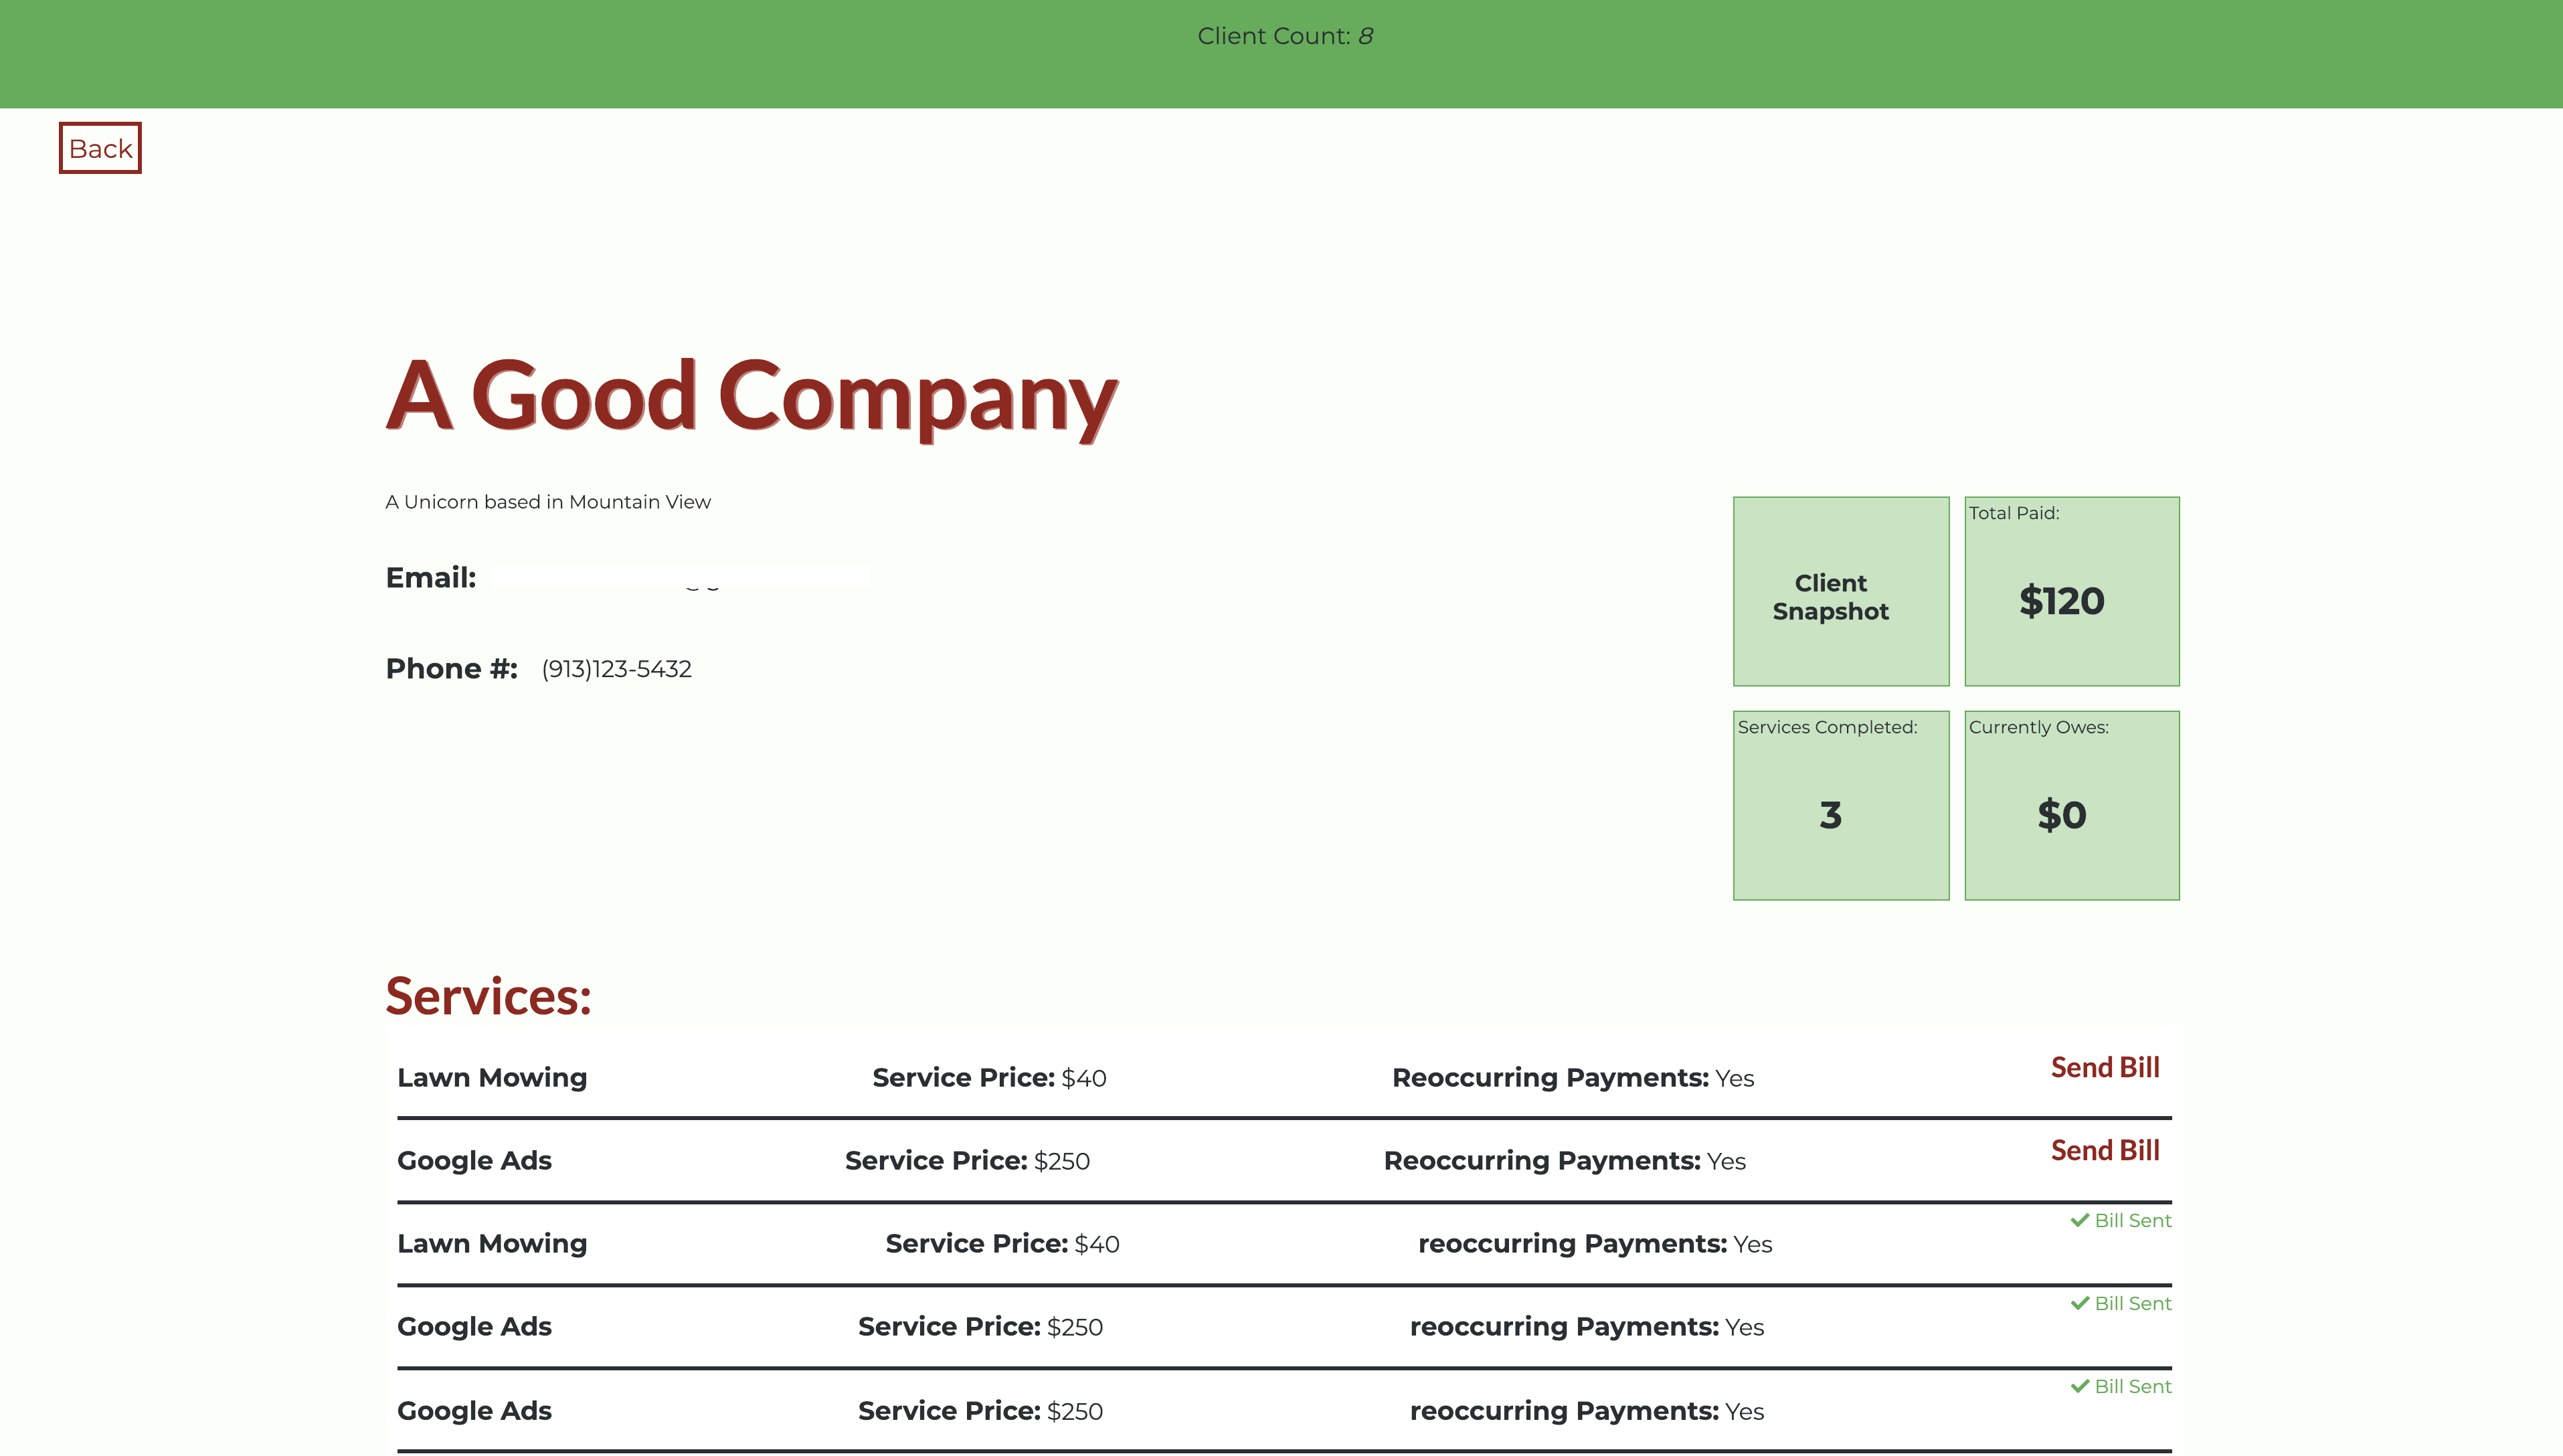 Client Count: 8
Back
A Good Company
A Unicorn based in Mountain View
Email:
Phone #: (913)123-5432
Client
Snapshot
Total Paid:
$120
Services Completed:
3
Currently Owes:
$0
Services:
Lawn Mowing Service Price: $40 Reoccurring Payments: Yes Send Bill
Google Ads Service Price: $250 Reoccurring Payments: Yes Send Bill
Lawn Mowing Service Price: $40 reoccurring Payments: Yes Bill Sent
Google Ads Service Price: $250 reoccurring Payments: Yes Bill Sent
Google Ads Service Price: $250 reoccurring Payments: Yes Bill Sent